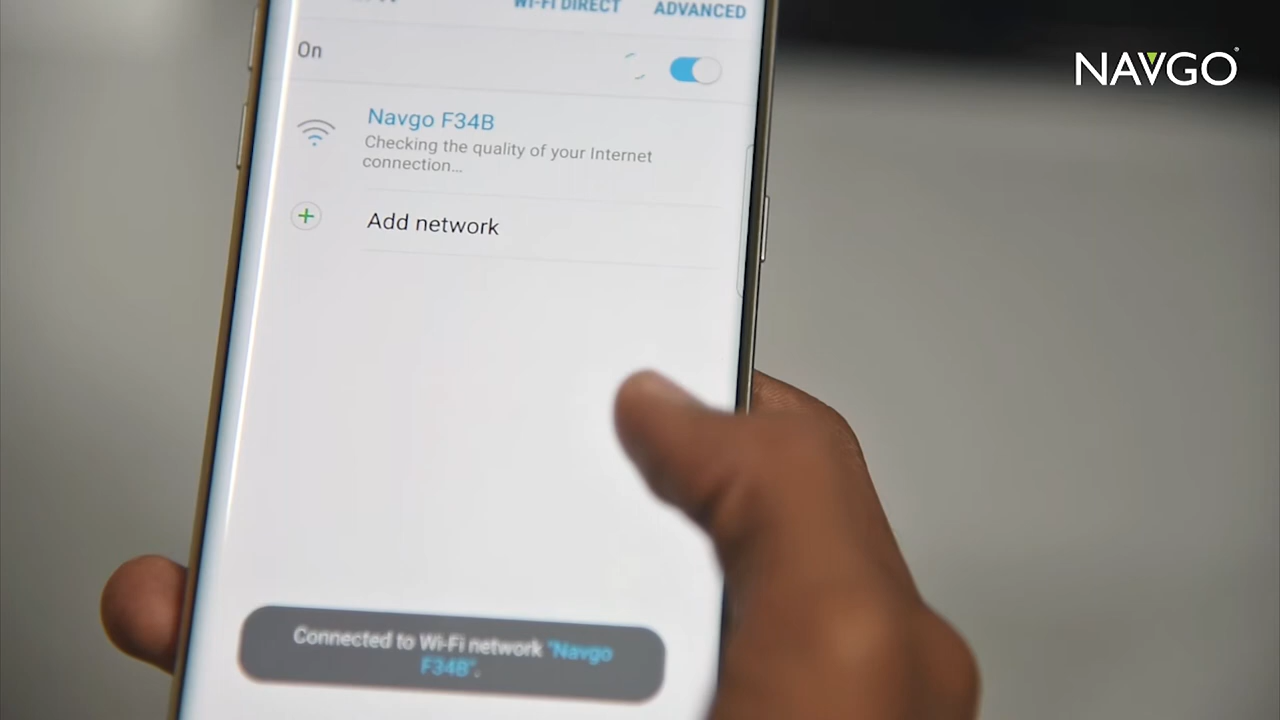 WI-FI DIRECT ADVANCED
NAVGO
On
Navgo F34B
Checking the quality of your Internet
connection...
Add network
Connected to Wi-Fi network "Navgo
F34B".